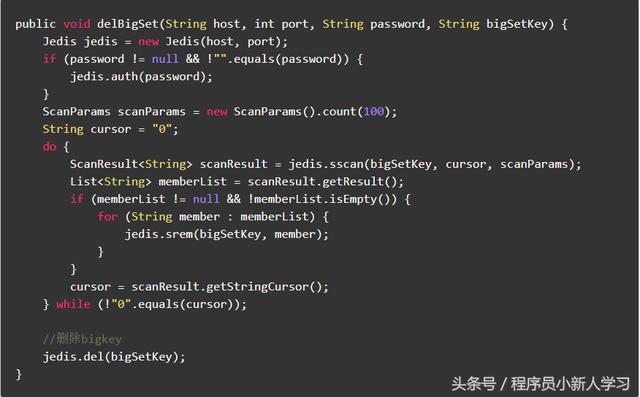 public void delBigSet(String host, int port, String password, String bigSetKey) {
    Jedis jedis = new Jedis(host, port);
    if (password != null && !"".equals(password)) {
        jedis.auth(password);
    }
    ScanParams scanParams = new ScanParams().count(100);
    String cursor = "0";
    do {
        ScanResult<String> scanResult = jedis.sscan(bigSetKey, cursor, scanParams);
        List<String> memberList = scanResult.getResult();
        if (memberList != null && !memberList.isEmpty()) {
            for (String member : memberList) {
                jedis.srem(bigSetKey, member);
            }
        }
        cursor = scanResult.getStringCursor();
    } while (!"0".equals(cursor));

    //删除bigkey
    jedis.del(bigSetKey);
}
头条号 / 程序员小新人学习